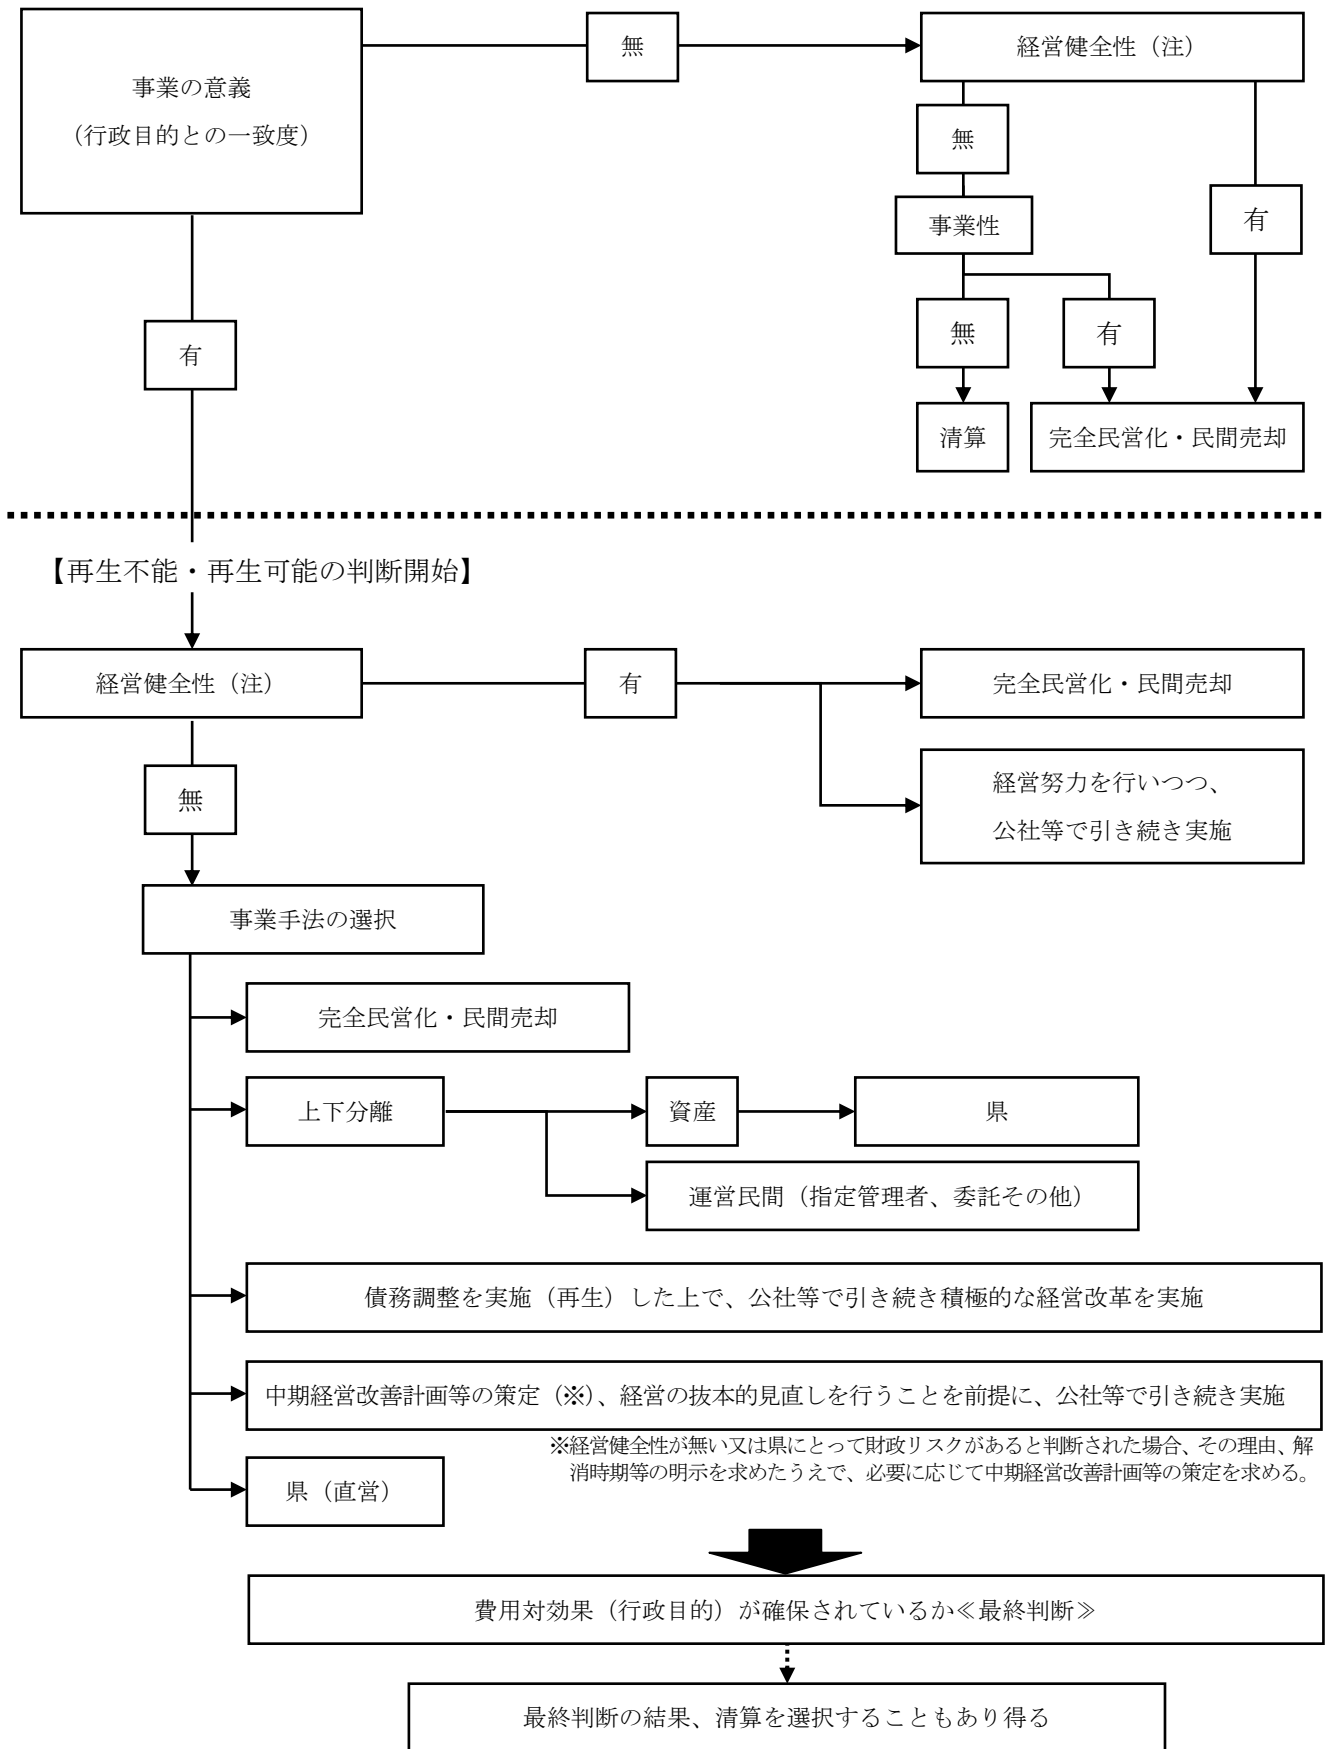 事業の意義
（行政目的との一致度）
無
経営健全性（注）
無
事業性
有
無
有
清算
完全民営化・民間売却
有
【再生不能・再生可能の判断開始】
経営健全性（注）
有
完全民営化・民間売却
経営努力を行いつつ、
公社等で引き続き実施
無
事業手法の選択
完全民営化・民間売却
上下分離
資産
県
運営民間（指定管理者、委託その他）
債務調整を実施（再生）した上で、公社等で引き続き積極的な経営改革を実施
中期経営改善計画等の策定（※）、経営の抜本的見直しを行うことを前提に、公社等で引き続き実施
※経営健全性が無い又は県にとって財政リスクがあると判断された場合、その理由、解
消時期等の明示を求めたうえで、必要に応じて中期経営改善計画等の策定を求める。
県（直営）
費用対効果（行政目的）が確保されているか≪最終判断≫
最終判断の結果、清算を選択することもあり得る